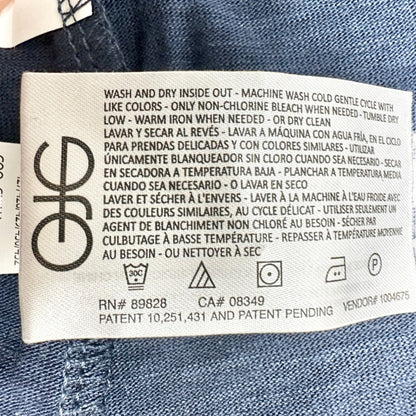 WASH AND DRY INSIDE OUT - MACHINE WASH COLD GENTLE CYCLE WITH
LIKE COLORS - ONLY NON-CHLORINE BLEACH WHEN NEEDED - TUMBLE DRY
LOW - WARM IRON WHEN NEEDED - OR DRY CLEAN
LAVAR Y SECAR AL REVÉS - LAVAR A MÁQUINA CON AGUA FRÍA, EN EL CICLO
PARA PRENDAS DELICADAS Y CON COLORES SIMILARES - UTILIZAR
ÚNICAMENTE BLANQUEADOR SIN CLORO CUANDO SEA NECESARIO - SECAR
EN SECADORA A TEMPERATURA BAJA - PLANCHAR A TEMPERATURA MEDIA
CUANDO SEA NECESARIO - O LAVAR EN SECO
LAVER ET SÉCHER À L'ENVERS - LAVER À LA MACHINE À L'EAU FROIDE AVEC
DES COULEURS SIMILAIRES, AU CYCLE DÉLICAT - UTILISER UN
AGENT DE BLANCHIMENT NON CHLORÉ AU BESOIN - SÉCHER PAR
CULBUTAGE À BASSE TEMPÉRATURE - REPASSER À TEMPÉRATURE MOYENNE
AU BESOIN - OU NETTOYER À SEC
30C
P
RN# 89828 CA# 08349 VENDOR# 1004675
PATENT 10,251,431 AND PATENT PENDING